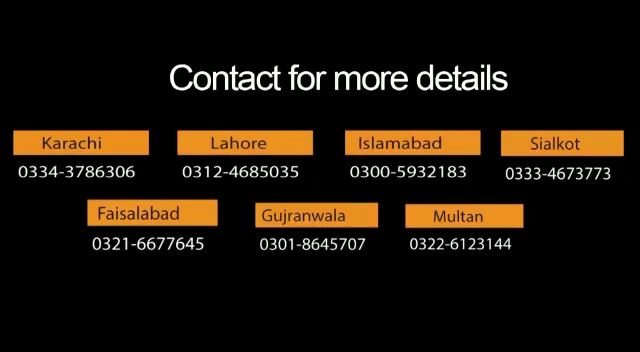 Contact for more details
Karachi Lahore Islamabad Sialkot
0334-3786306 0312-4685035 0300-5932183 0333-4673773
Faisalabad Gujranwala Multan
0321-6677645 0301-8645707 0322-6123144